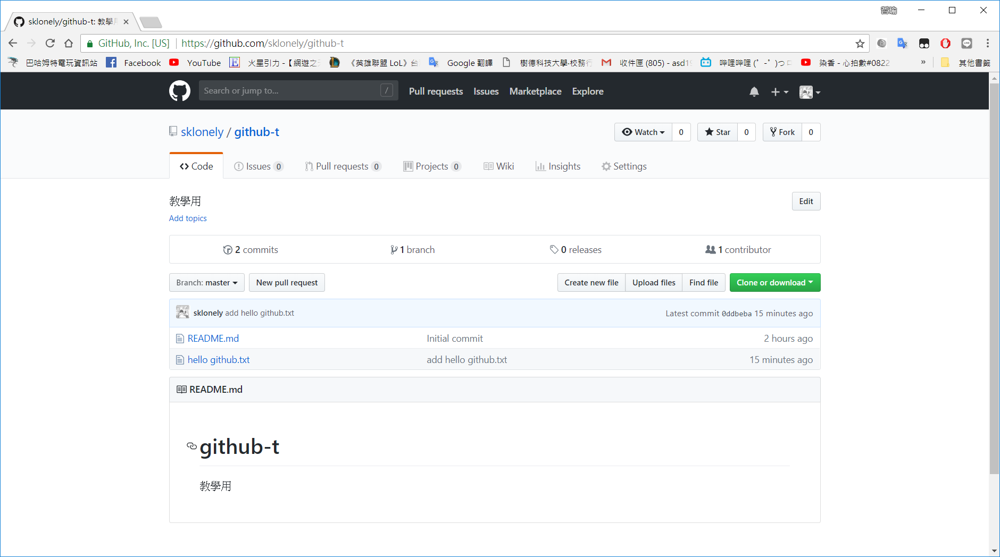 哲瑜
sklonely/github-t: 教學
GitHub, Inc. [US] https://github.com/sklonely/github-t
巴哈姆特電玩資訊站 Facebook YouTube 火星引力 -【 網遊之 《英雄聯盟 LoL》台 Google 翻譯 樹德科技大學-校務行 收件匣 (805) - asd19 哔哩哔哩 (゜-゜)つロ 染香 - 心拍數#0822 » 其他書籤
Search or jump to... / Pull requests Issues Marketplace Explore
sklonely / github-t Watch 0 Star 0 Fork 0
Code Issues 0 Pull requests 0 Projects 0 Wiki Insights Settings
教學用 Edit
Add topics
2 commits 1 branch 0 releases 1 contributor
Branch: master New pull request Create new file Upload files Find file Clone or download
sklonely add hello github.txt Latest commit 0ddbeba 15 minutes ago
README.md Initial commit 2 hours ago
hello github.txt add hello github.txt 15 minutes ago
README.md
github-t
教學用